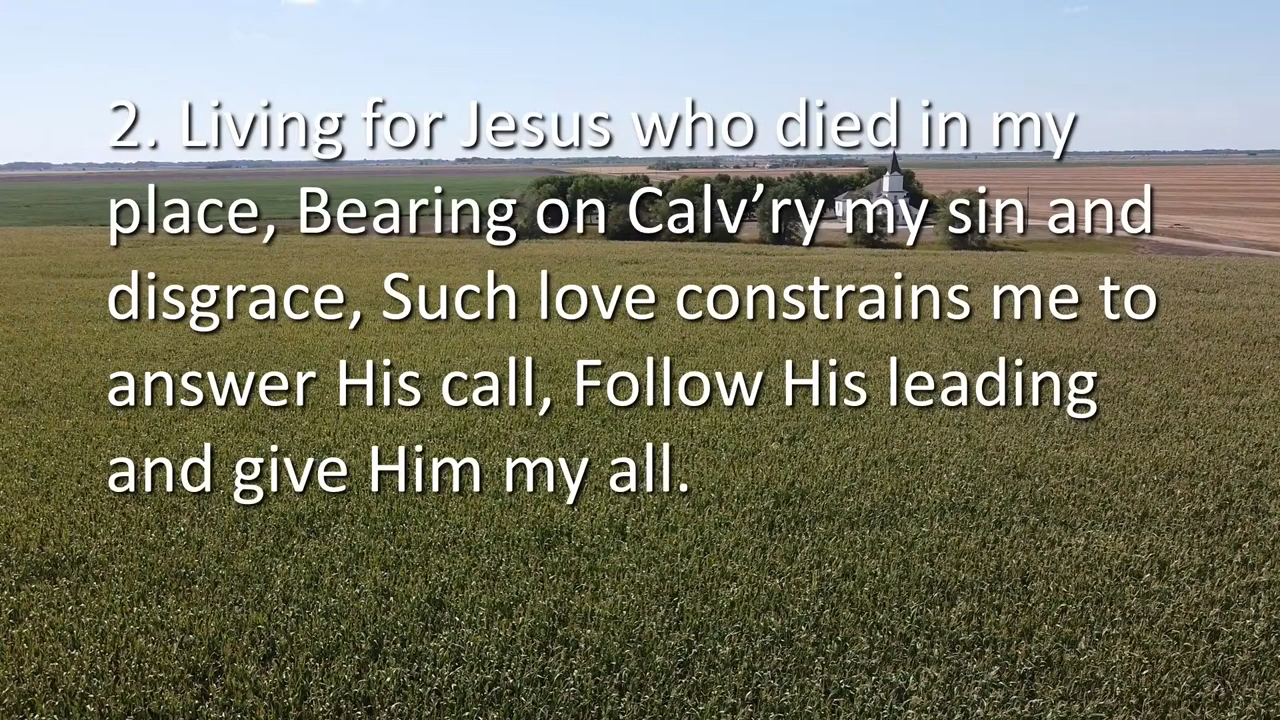 2. Living for Jesus who died in my
place, Bearing on Calv’ry my sin and
disgrace, Such love constrains me to
answer His call, Follow His leading
and give Him my all.